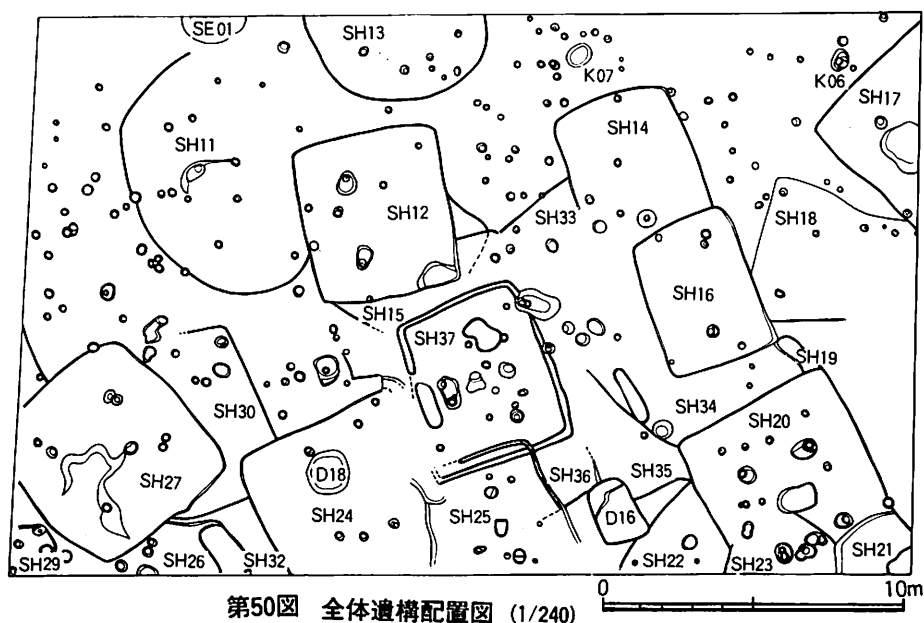 SE01
SH13
K07
K06
SH17
SH11
SH14
SH12
SH33
SH18
SH16
SH15
SH37
SH19
SH30
SH34
SH20
SH27
D18
SH36
SH35
SH24
SH25
D16
SH29
SH26
SH32
SH22
SH23
SH21
0
10m
第50図 全体遺構配置図 (1/240)